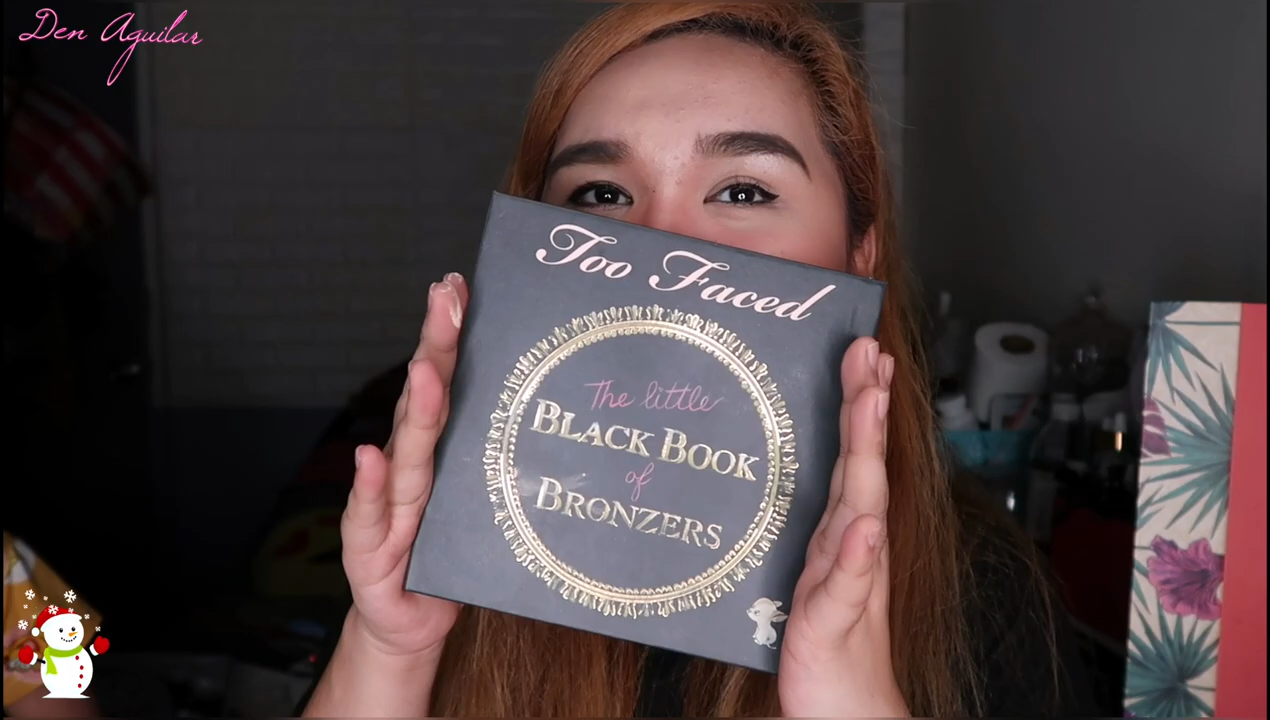 Den Aguilar
Too Faced
The little
BLACK BOOK
of
BRONZERS